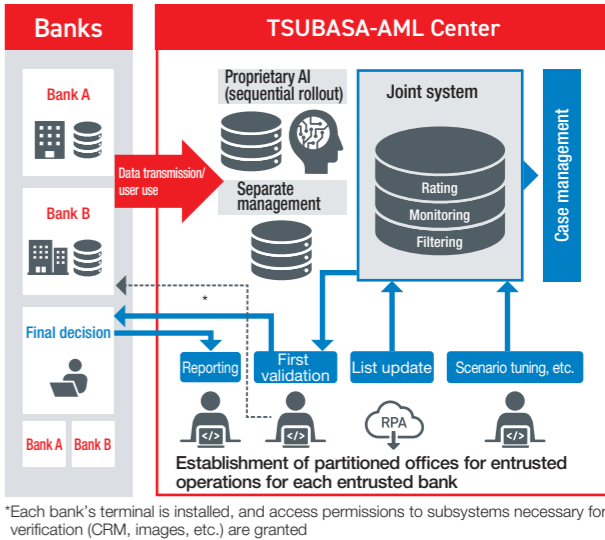 Banks
TSUBASA-AML Center
Bank A
Bank B
Final decision
Bank A
Bank B
Data transmission/
user use
Proprietary AI
(sequential rollout)
Separate
management
Joint system
Rating
Monitoring
Filtering
Case management
*
Reporting
First
validation
List update
Scenario tuning, etc.
</>
</>
RPA
</>
Establishment of partitioned offices for entrusted
operations for each entrusted bank
*Each bank's terminal is installed, and access permissions to subsystems necessary for
verification (CRM, images, etc.) are granted